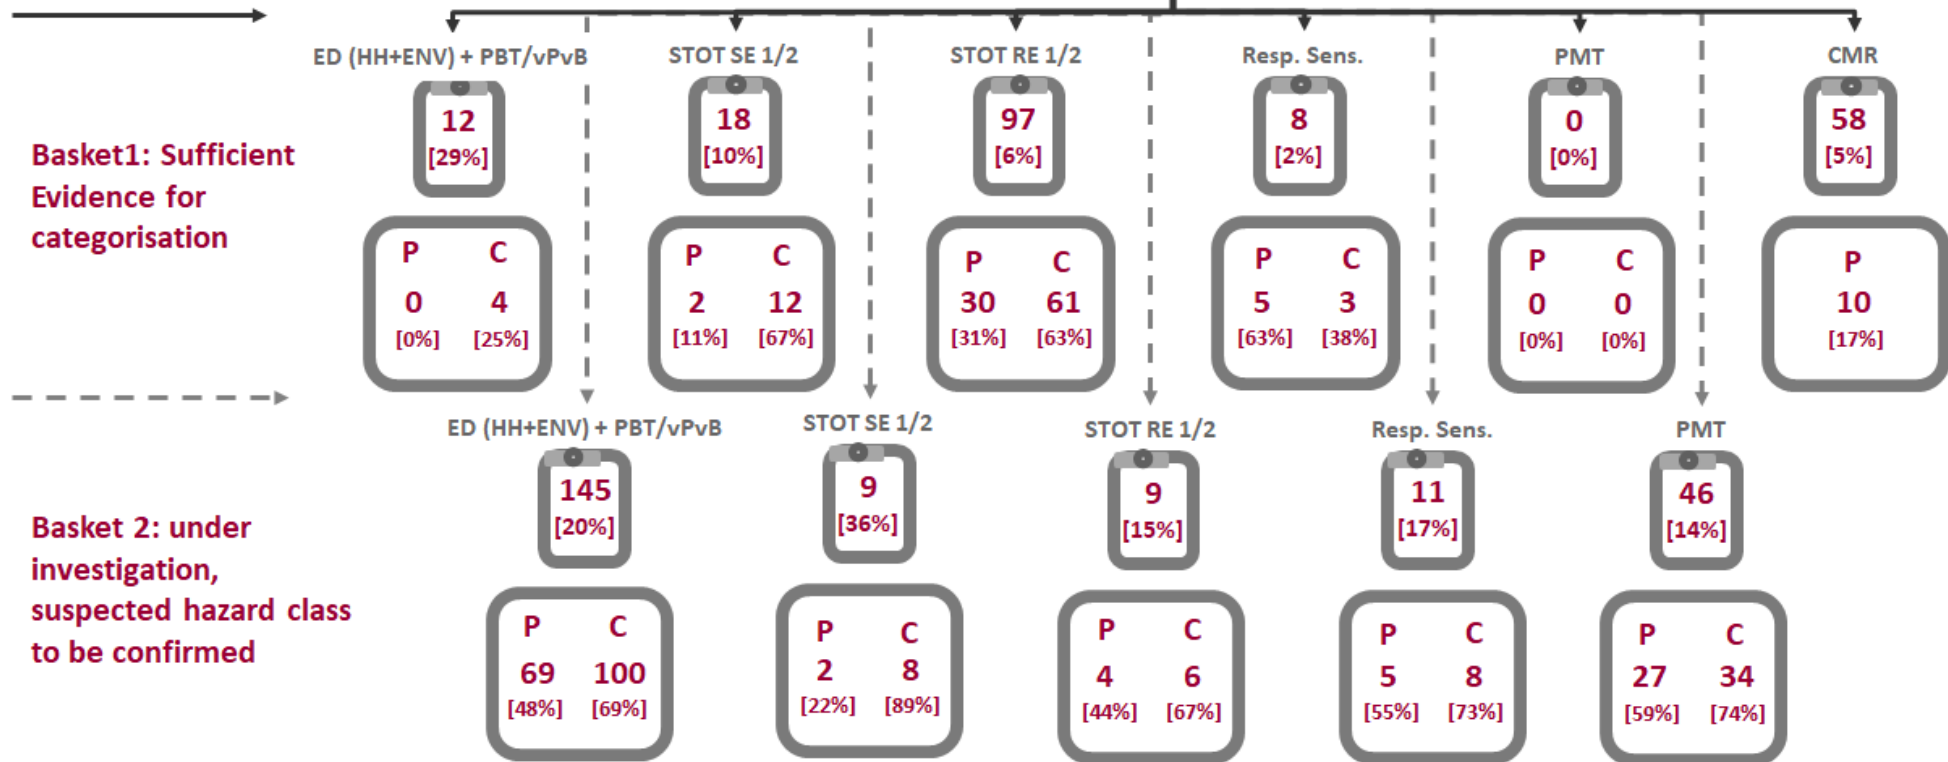 ED (HH+ENV) + PBT/vPvB STOT SE 1/2 STOT RE 1/2 Resp. Sens. PMT CMR
12 18 97 8 0 58
[29%] [10%] [6%] [2%] [0%] [5%]
Basket1: Sufficient
Evidence for
categorisation
P C P C P C P C P C P
0 4 2 12 30 61 5 3 0 0 10
[0%] [25%] [11%] [67%] [31%] [63%] [63%] [38%] [0%] [0%] [17%]
ED (HH+ENV) + PBT/vPvB STOT SE 1/2 STOT RE 1/2 Resp. Sens. PMT
145 9 9 11 46
[20%] [36%] [15%] [17%] [14%]
Basket 2: under
investigation,
suspected hazard class
to be confirmed
P C P C P C P C P C
69 100 2 8 4 6 5 8 27 34
[48%] [69%] [22%] [89%] [44%] [67%] [55%] [73%] [59%] [74%]